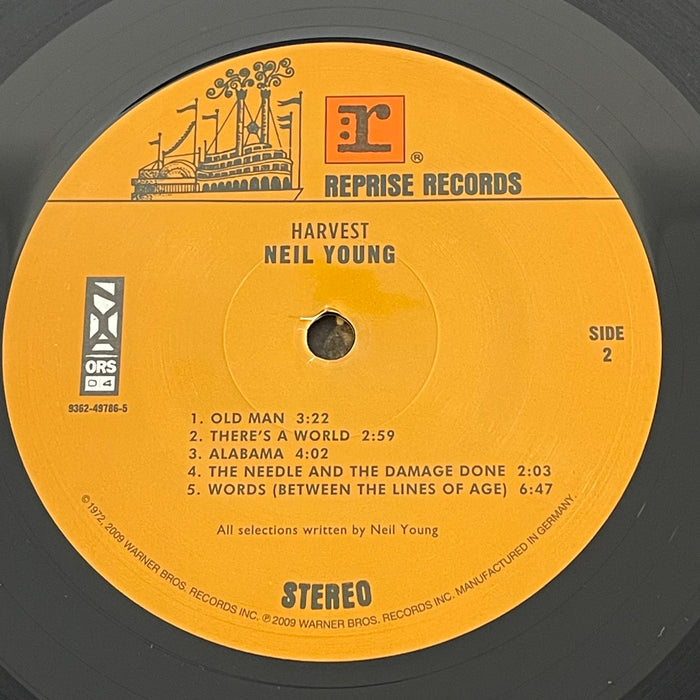 r
®
REPRISE RECORDS
HARVEST
NEIL YOUNG
ORS
04
9362-49786-5
SIDE
2
1. OLD MAN 3:22
2. THERE'S A WORLD 2:59
3. ALABAMA 4:02
4. THE NEEDLE AND THE DAMAGE DONE 2:03
5. WORDS (BETWEEN THE LINES OF AGE) 6:47
All selections written by Neil Young
STEREO
©1972, 2009 WARNER BROS. RECORDS INC. ℗2009 WARNER BROS. RECORDS INC. MANUFACTURED IN GERMANY.